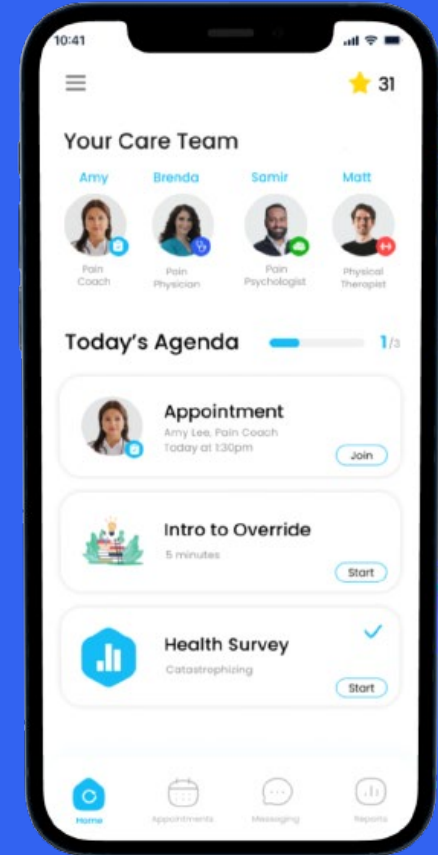 10:41
31
Your Care Team
Amy Brenda Samir Matt
Pain Coach
Pain Physician
Pain Psychologist
Physical Therapist
Today's Agenda 1/3
Appointment
Amy Lee, Pain Coach
Today at 1:30pm
Join
Intro to Override
5 minutes
Start
Health Survey
Catastrophizing
Start
Home Appointments Messaging Reports